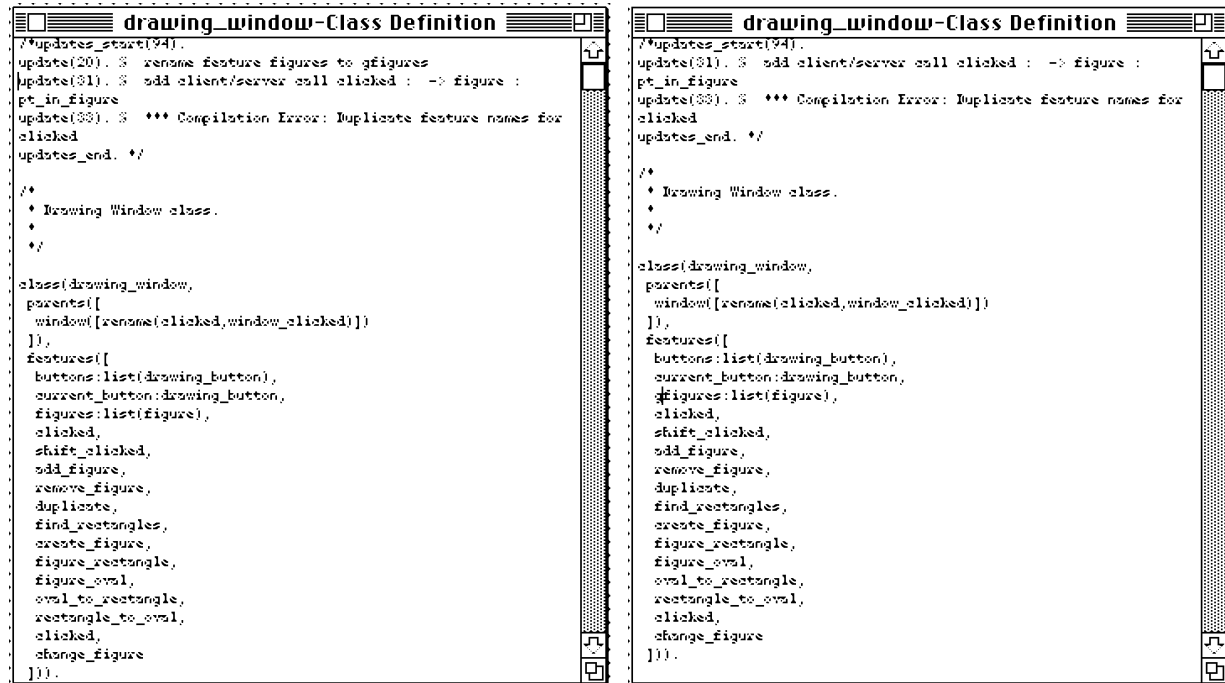 drawing_window-Class Definition
/*updates_start(94).
update(20). % rename feature figures to gfigures
update(31). % add client/server call clicked : -> figure :
pt_in_figure
update(33). % *** Compilation Error: Duplicate feature names for
clicked
updates_end. */
/*
* Drawing Window class.
*
*/
class(drawing_window,
parents([
window([rename(clicked,window_clicked)])
]),
features([
buttons:list(drawing_button),
current_button:drawing_button,
figures:list(figure),
clicked,
shift_clicked,
add_figure,
remove_figure,
duplicate,
find_rectangles,
create_figure,
figure_rectangle,
figure_oval,
oval_to_rectangle,
rectangle_to_oval,
clicked,
change_figure
])).
drawing_window-Class Definition
/*updates_start(94).
update(31). % add client/server call clicked : -> figure :
pt_in_figure
update(33). % *** Compilation Error: Duplicate feature names for
clicked
updates_end. */
/*
* Drawing Window class.
*
*/
class(drawing_window,
parents([
window([rename(clicked,window_clicked)])
]),
features([
buttons:list(drawing_button),
current_button:drawing_button,
gfigures:list(figure),
clicked,
shift_clicked,
add_figure,
remove_figure,
duplicate,
find_rectangles,
create_figure,
figure_rectangle,
figure_oval,
oval_to_rectangle,
rectangle_to_oval,
clicked,
change_figure
])).